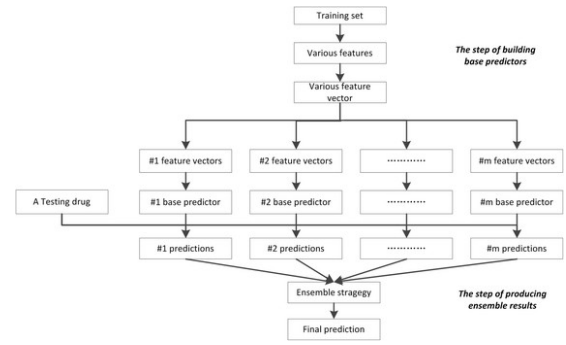 Training set
Various features
The step of building
base predictors
Various feature
vector
#1 feature vectors
#2 feature vectors
…………
#m feature vectors
A Testing drug
#1 base predictor
#2 base predictor
…………
#m base predictor
#1 predictions
#2 predictions
…………
#m predictions
Ensemble stragegy
The step of producing
ensemble results
Final prediction